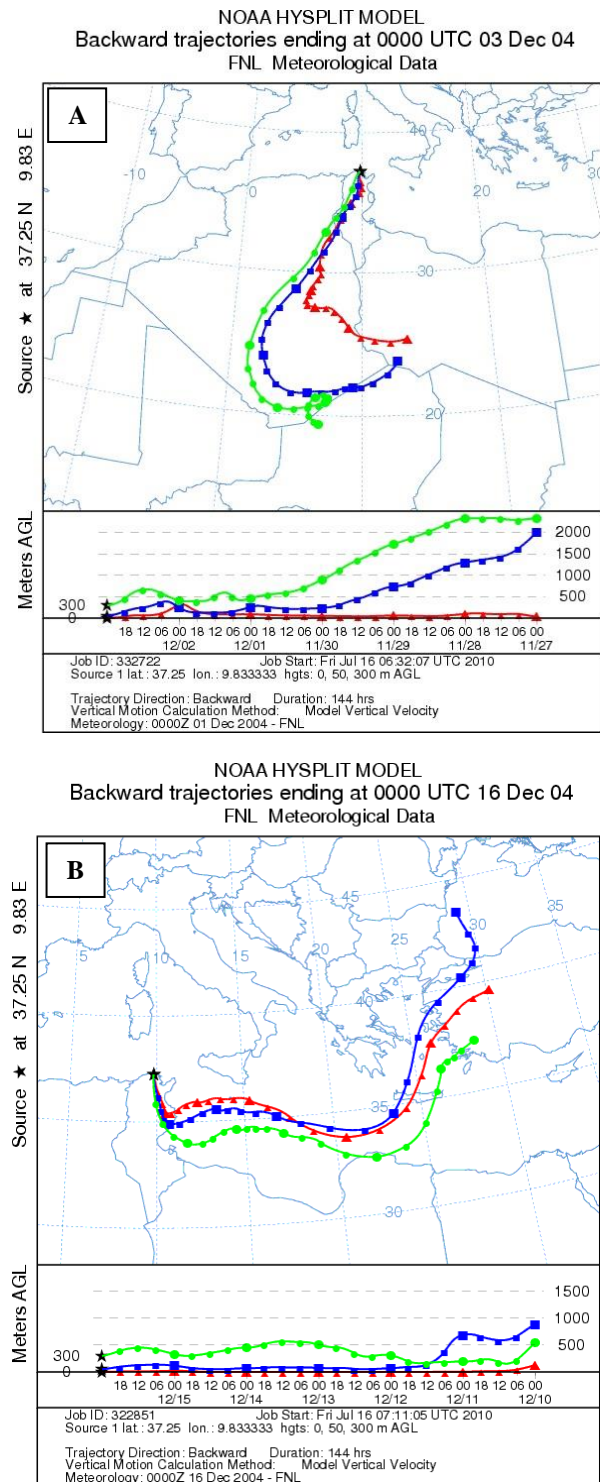 NOAA HYSPLIT MODEL
Backward trajectories ending at 0000 UTC 03 Dec 04
FNL Meteorological Data
A
Source ★ at 37.25 N 9.83 E
-10
0
40
20
30
30
20
Meters AGL
2000
1500
1000
500
300
0
18 12 06 00 18 12 06 00 18 12 06 00 18 12 06 00 18 12 06 00 18 12 06 00
12/02 12/01 11/30 11/29 11/28 11/27
Job ID: 332722 Job Start: Fri Jul 16 06:32:07 UTC 2010
Source 1 lat.: 37.25 lon.: 9.833333 hgts: 0, 50, 300 m AGL
Trajectory Direction: Backward Duration: 144 hrs
Vertical Motion Calculation Method: Model Vertical Velocity
Meteorology: 0000Z 01 Dec 2004 - FNL
NOAA HYSPLIT MODEL
Backward trajectories ending at 0000 UTC 16 Dec 04
FNL Meteorological Data
B
Source ★ at 37.25 N 9.83 E
5
10
15
20
25
30
35
45
40
35
30
Meters AGL
1500
1000
500
300
0
18 12 06 00 18 12 06 00 18 12 06 00 18 12 06 00 18 12 06 00 18 12 06 00
12/15 12/14 12/13 12/12 12/11 12/10
Job ID: 322851 Job Start: Fri Jul 16 07:11:05 UTC 2010
Source 1 lat.: 37.25 lon.: 9.833333 hgts: 0, 50, 300 m AGL
Trajectory Direction: Backward Duration: 144 hrs
Vertical Motion Calculation Method: Model Vertical Velocity
Meteorology: 0000Z 16 Dec 2004 - FNL